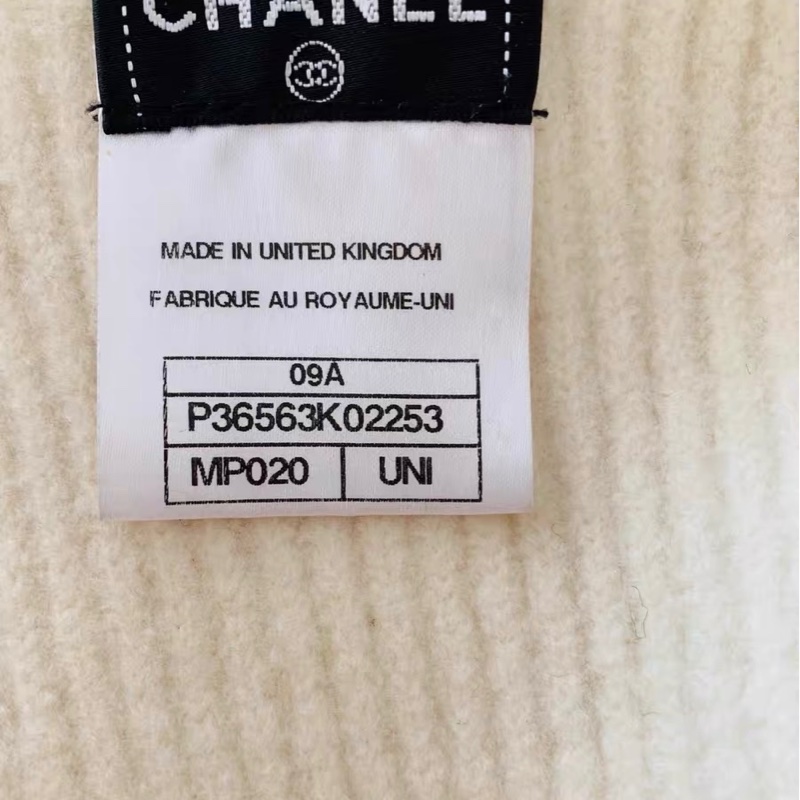 CHANEL
MADE IN UNITED KINGDOM
FABRIQUE AU ROYAUME-UNI
09A
P36563K02253
MP020 UNI